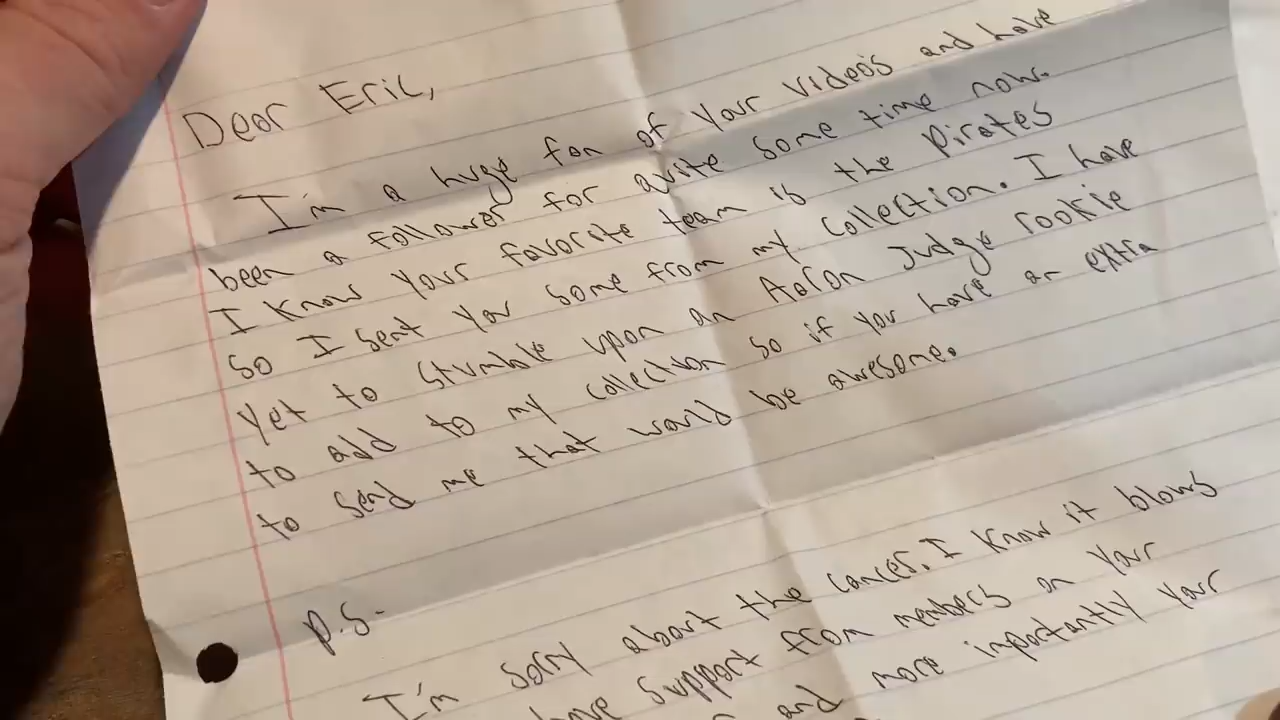 Dear Eric,
I'm a huge fan of your video's and have
been a follower for quite some time now.
I know your favorite team is the Pirates
so I sent you some from my collection. I have
yet to stumble upon an Aaron Judge rookie
to add to my collection so if you have an extra
to send me that would be awesome.
P.S.
I'm sorry about the cancer. I know it blows
support from members on your
and more importantly your